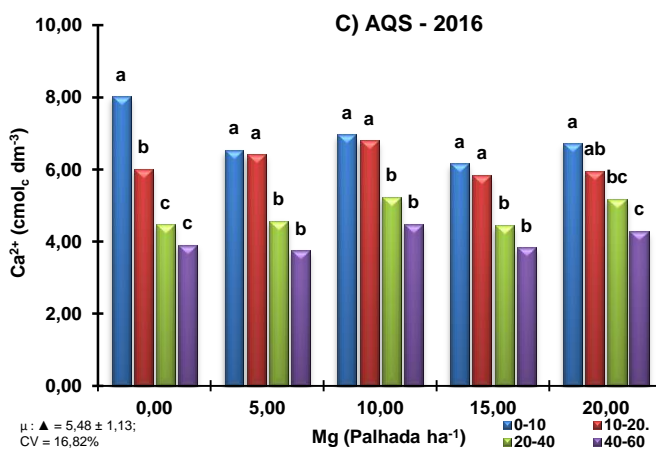 C) AQS - 2016
10,00
8,00
6,00
4,00
2,00
0,00
Ca²⁺ (cmol꜀ dm⁻³)
a
b
c
c
a
a
b
b
a
a
b
b
a
a
b
b
a
ab
bc
c
0,00
5,00
10,00
15,00
20,00
Mg (Palhada ha⁻¹)
0-10
10-20.
20-40
40-60
µ : ▲ = 5,48 ± 1,13;
CV = 16,82%